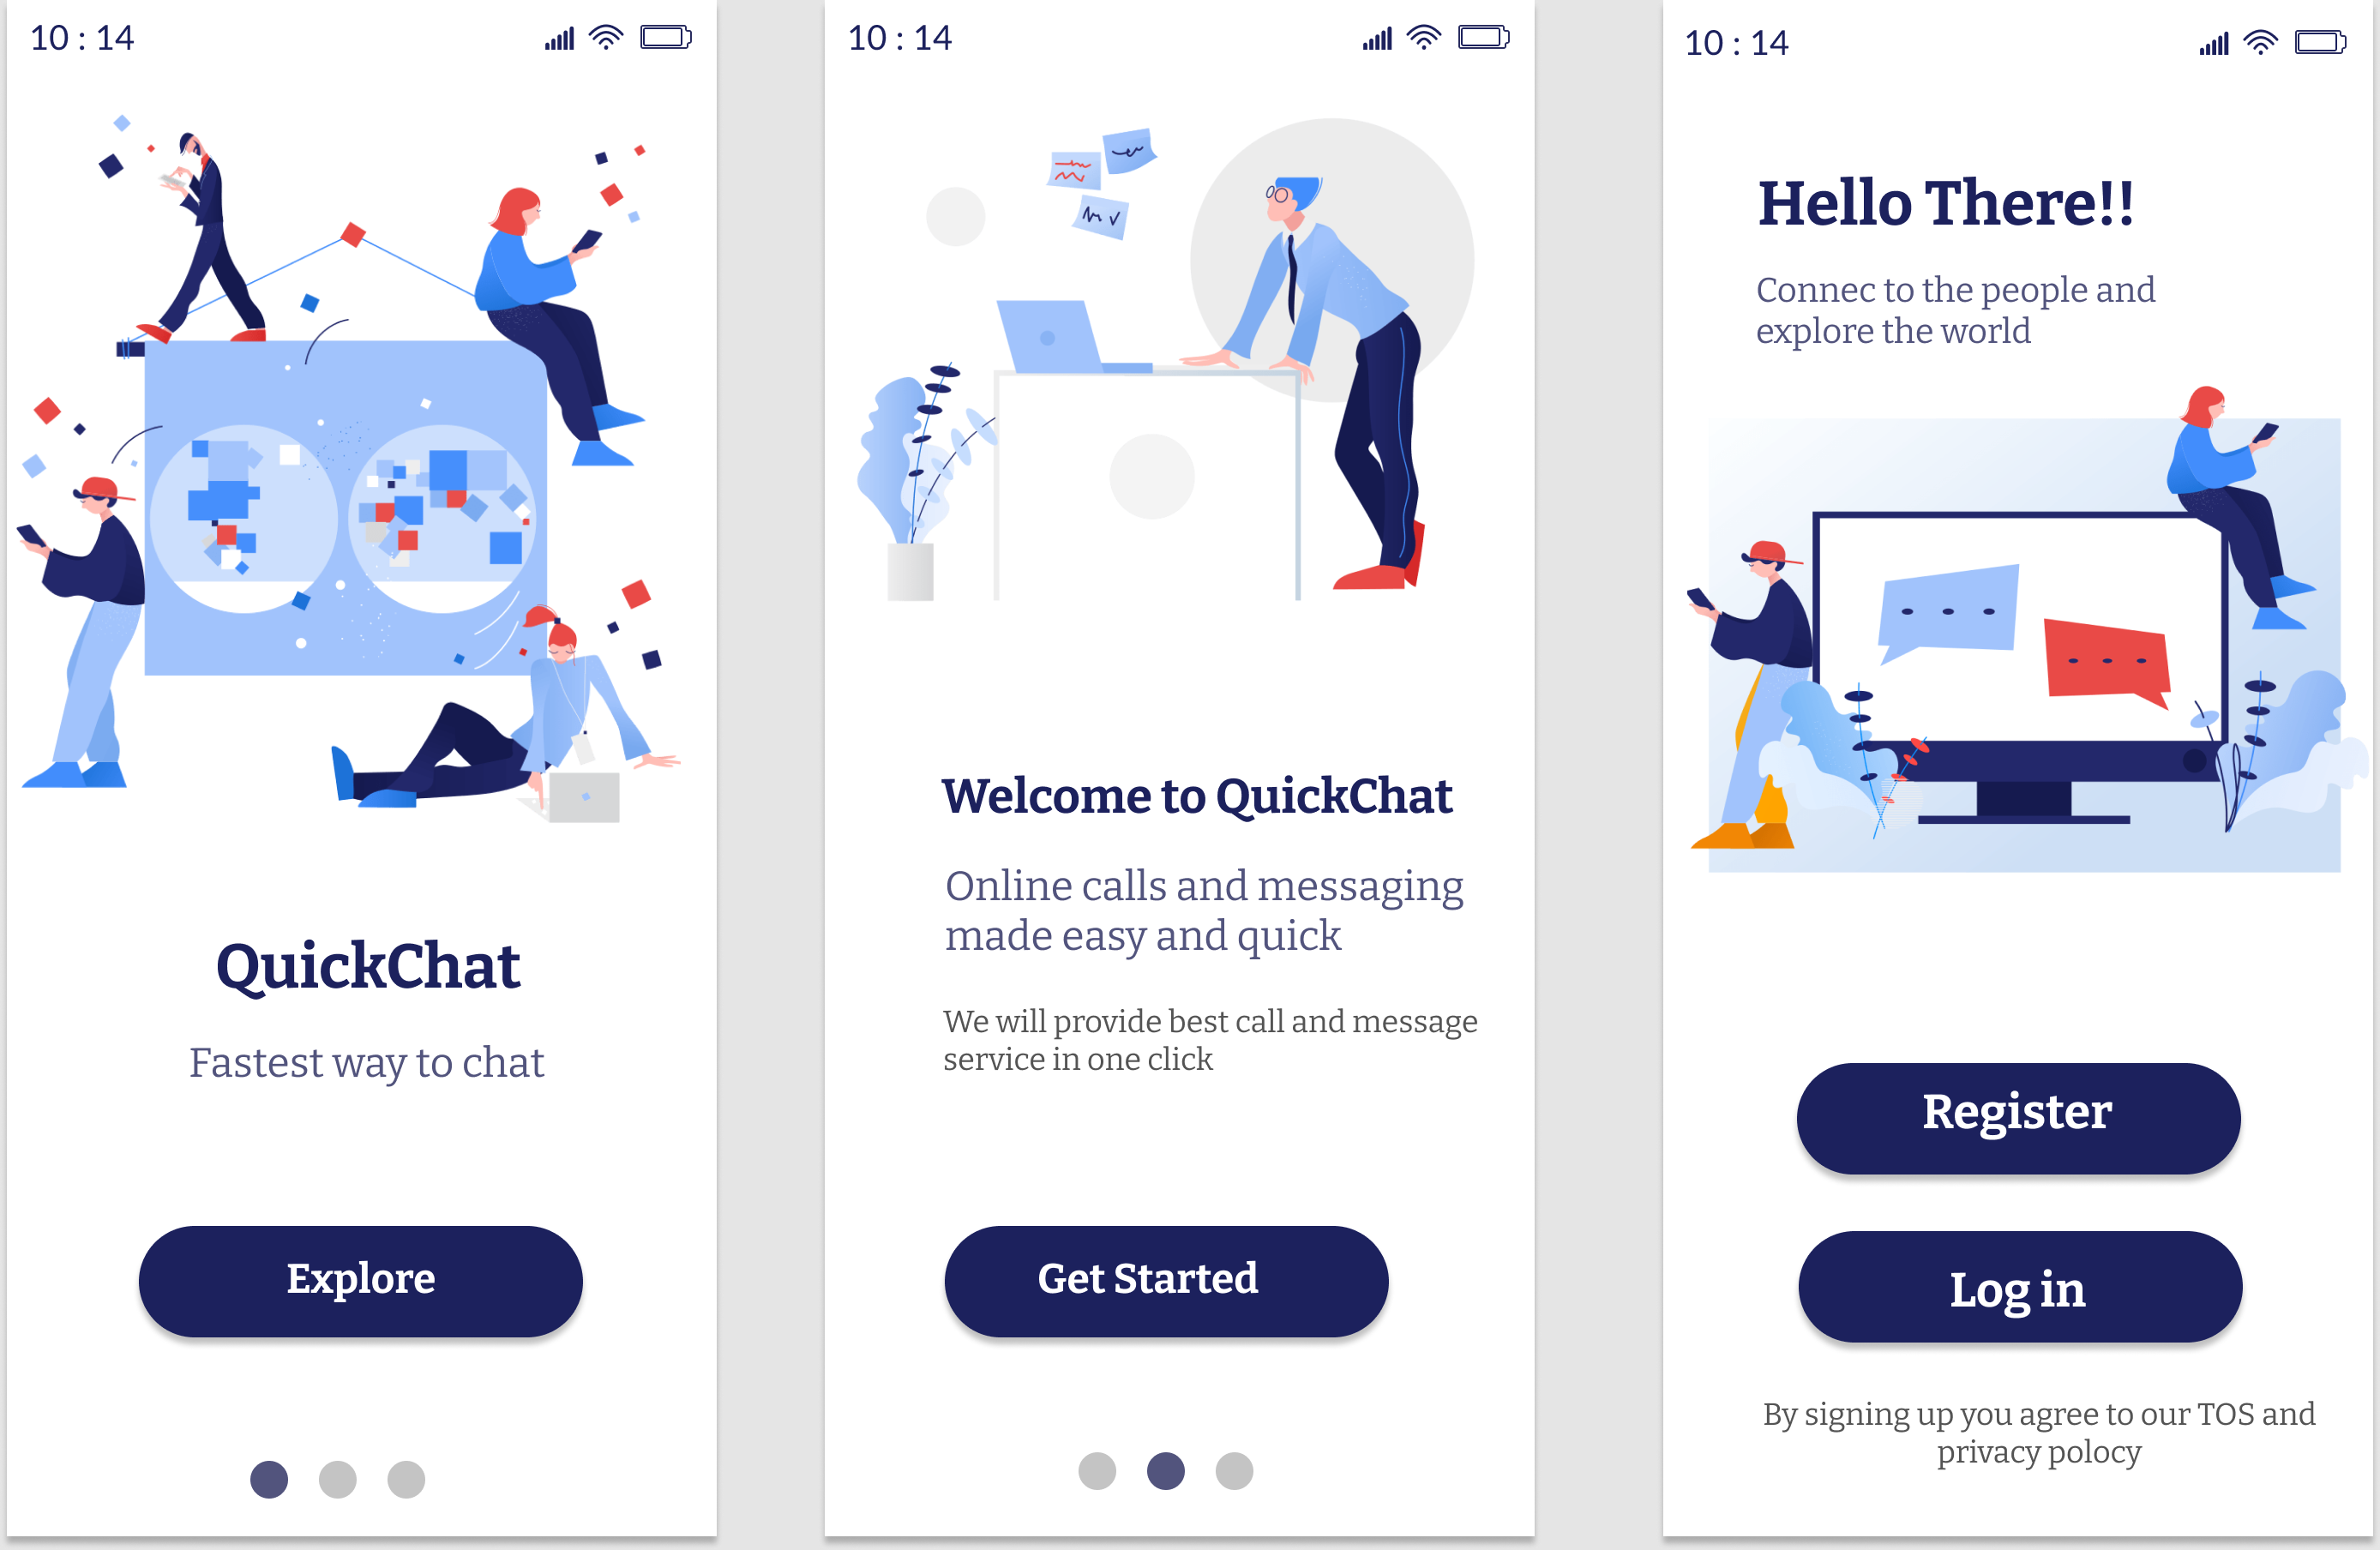 10 : 14
QuickChat
Fastest way to chat
Explore
10 : 14
Welcome to QuickChat
Online calls and messaging
made easy and quick
We will provide best call and message
service in one click
Get Started
10 : 14
Hello There!!
Connec to the people and
explore the world
Register
Log in
By signing up you agree to our TOS and
privacy polocy